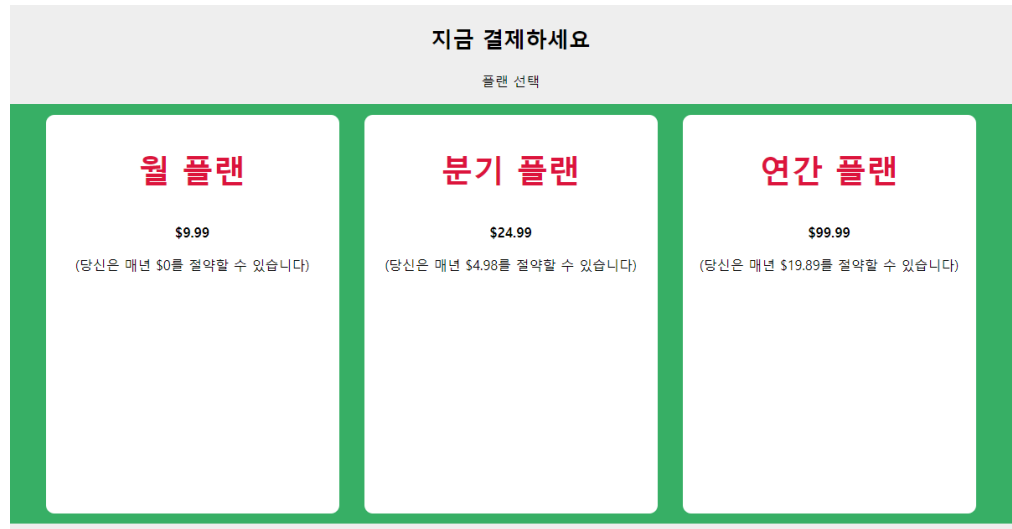 지금 결제하세요
플랜 선택
월 플랜
$9.99
(당신은 매년 $0를 절약할 수 있습니다)
분기 플랜
$24.99
(당신은 매년 $4.98를 절약할 수 있습니다)
연간 플랜
$99.99
(당신은 매년 $19.89를 절약할 수 있습니다)